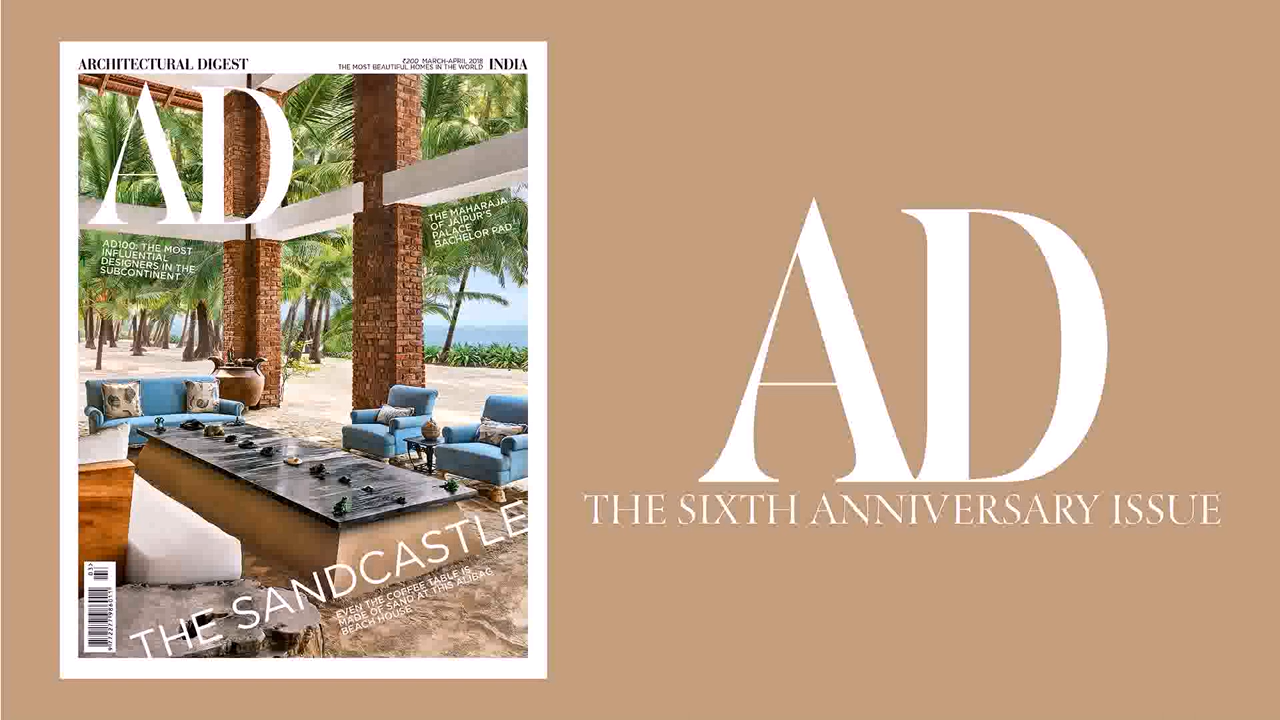 ARCHITECTURAL DIGEST
₹200 MARCH-APRIL 2018
THE MOST BEAUTIFUL HOMES IN THE WORLD
INDIA
AD
AD100: THE MOST
INFLUENTIAL
DESIGNERS IN THE
SUBCONTINENT
THE MAHARAJA
OF JAIPUR'S
PALACE
BACHELOR PAD
THE SANDCASTLE
EVEN THE COFFEE TABLE IS
MADE OF SAND AT THIS ALIBAG
BEACH HOUSE
AD
THE SIXTH ANNIVERSARY ISSUE